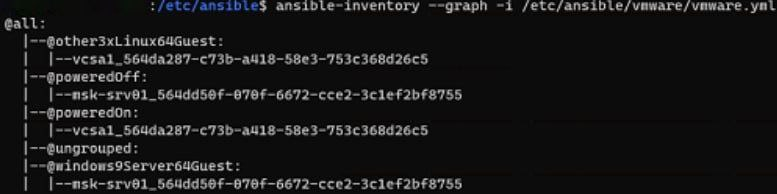 :/etc/ansible$ ansible-inventory --graph -i /etc/ansible/vmware/vmware.yml
@all:
|--@other3xLinux64Guest:
| |--vcsa1_564da287-c73b-a418-58e3-753c368d26c5
|--@poweredOff:
| |--msk-srv01_564dd50f-070f-6672-cce2-3c1ef2bf8755
|--@poweredOn:
| |--vcsa1_564da287-c73b-a418-58e3-753c368d26c5
|--@ungrouped:
|--@windows9Server64Guest:
| |--msk-srv01_564dd50f-070f-6672-cce2-3c1ef2bf8755